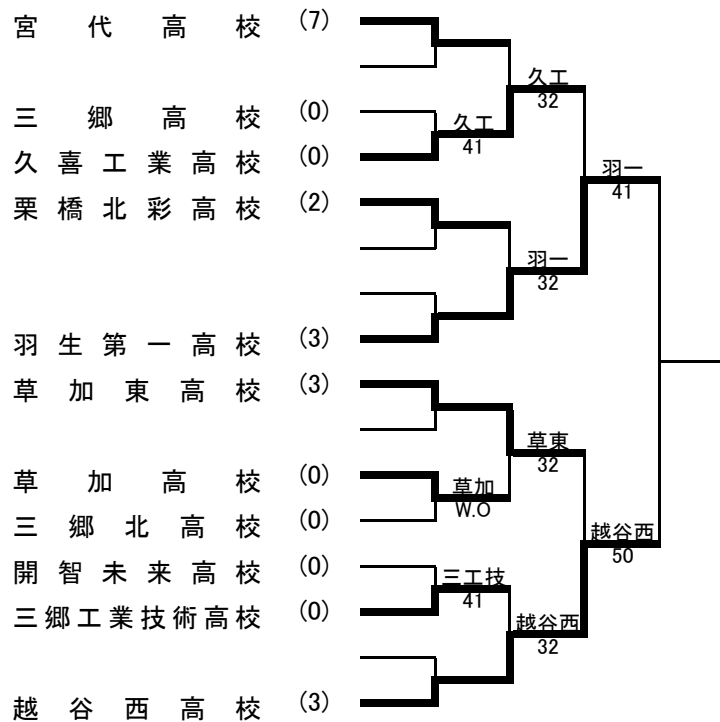 宮代高校 (7)
三郷高校 (0)
久喜工業高校 (0)
栗橋北彩高校 (2)
羽生第一高校 (3)
草加東高校 (3)
草加高校 (0)
三郷北高校 (0)
開智未来高校 (0)
三郷工業技術高校 (0)
越谷西高校 (3)
久工
41
草加
W.O
三工技
41
久工
32
羽一
32
草東
32
越谷西
32
羽一
41
越谷西
50